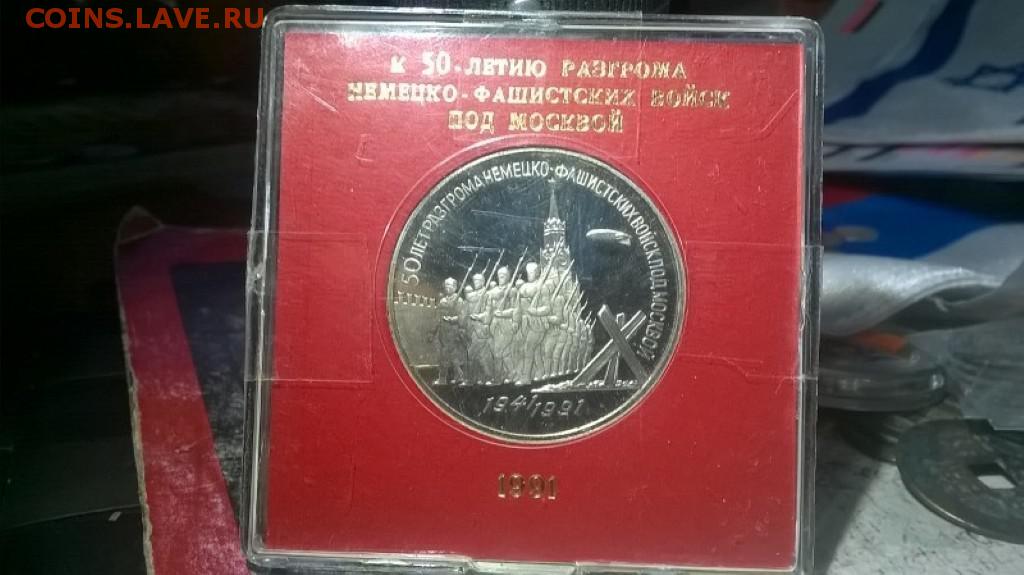 COINS.LAVE.RU
К 50-ЛЕТИЮ РАЗГРОМА
НЕМЕЦКО-ФАШИСТСКИХ ВОЙСК
ПОД МОСКВОЙ
50 ЛЕТ РАЗГРОМА НЕМЕЦКО-ФАШИСТСКИХ ВОЙСК ПОД МОСКВОЙ
1941/1991
1991